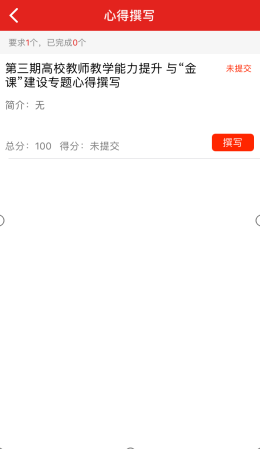 心得撰写
要求1个，已完成0个
第三期高校教师教学能力提升 与“金
未提交
课”建设专题心得撰写
简介：无
总分：100 得分：未提交
撰写